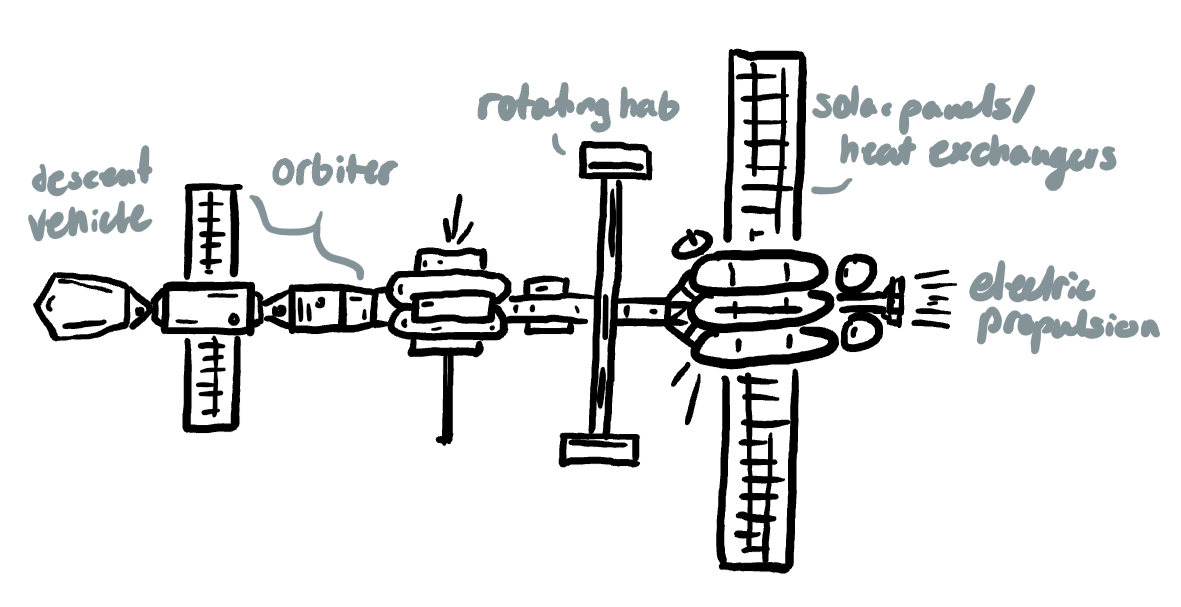 descent
vehicle
orbiter
rotating hab
solar panels/
heat exchangers
electric
propulsion